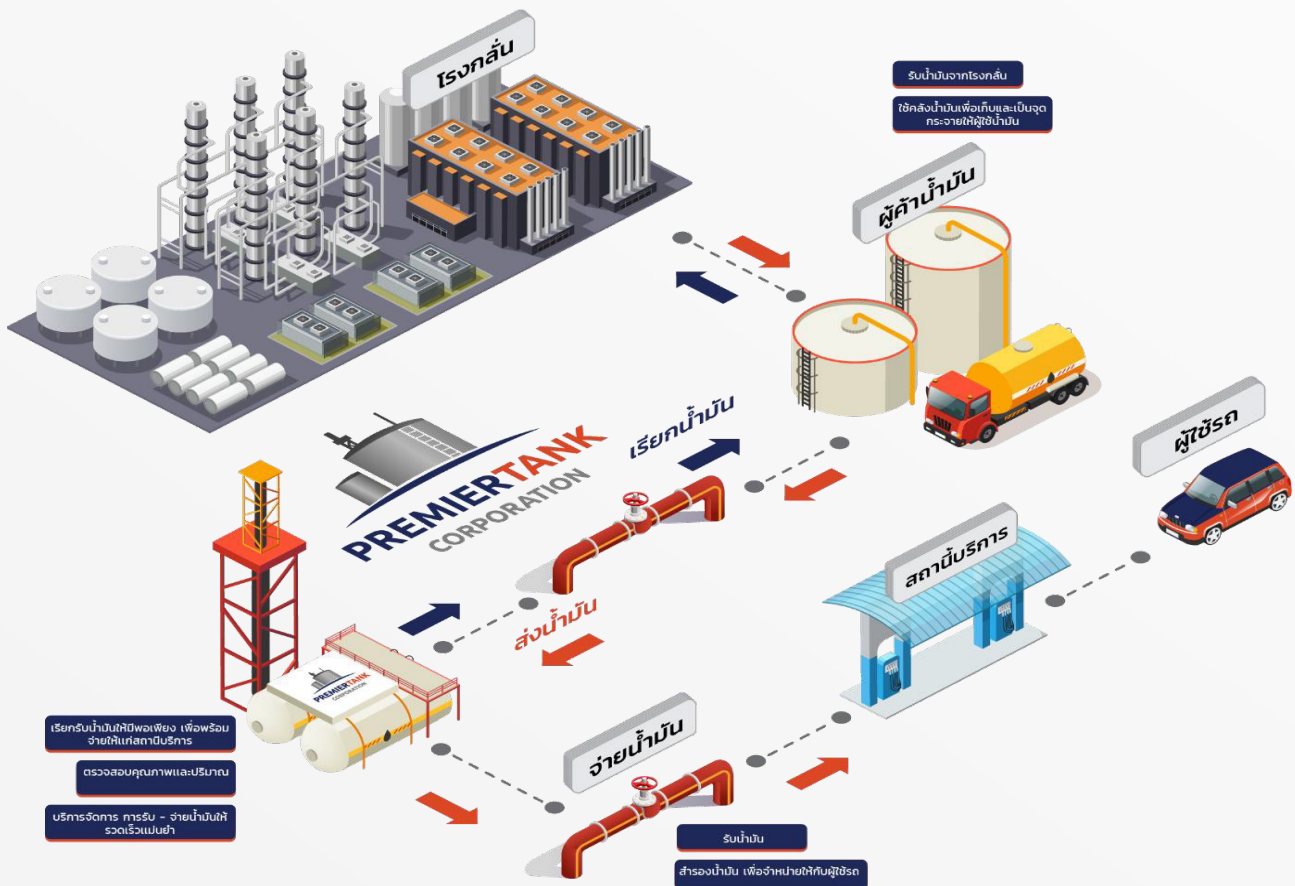 โรงกลั่น
รับน้ำมันจากโรงกลั่น
ใช้คลังน้ำมันเพื่อเก็บและเป็นจุด
กระจายให้ผู้ใช้น้ำมัน
ผู้ค้าน้ำมัน
PREMIERTANK
CORPORATION
เรียกน้ำมัน
ผู้ใช้รถ
สถานี้บริการ
ส่งน้ำมัน
PREMIERTANK
CORPORATION
เรียกรับน้ำมันให้มีพอเพียง เพื่อพร้อม
จ่ายให้แก่สถานีบริการ
ตรวจสอบคุณภาพและปริมาณ
บริการจัดการ การรับ - จ่ายน้ำมันให้
รวดเร็วแม่นยำ
จ่ายน้ำมัน
รับน้ำมัน
สำรองน้ำมัน เพื่อจำหน่ายให้กับผู้ใช้รถ